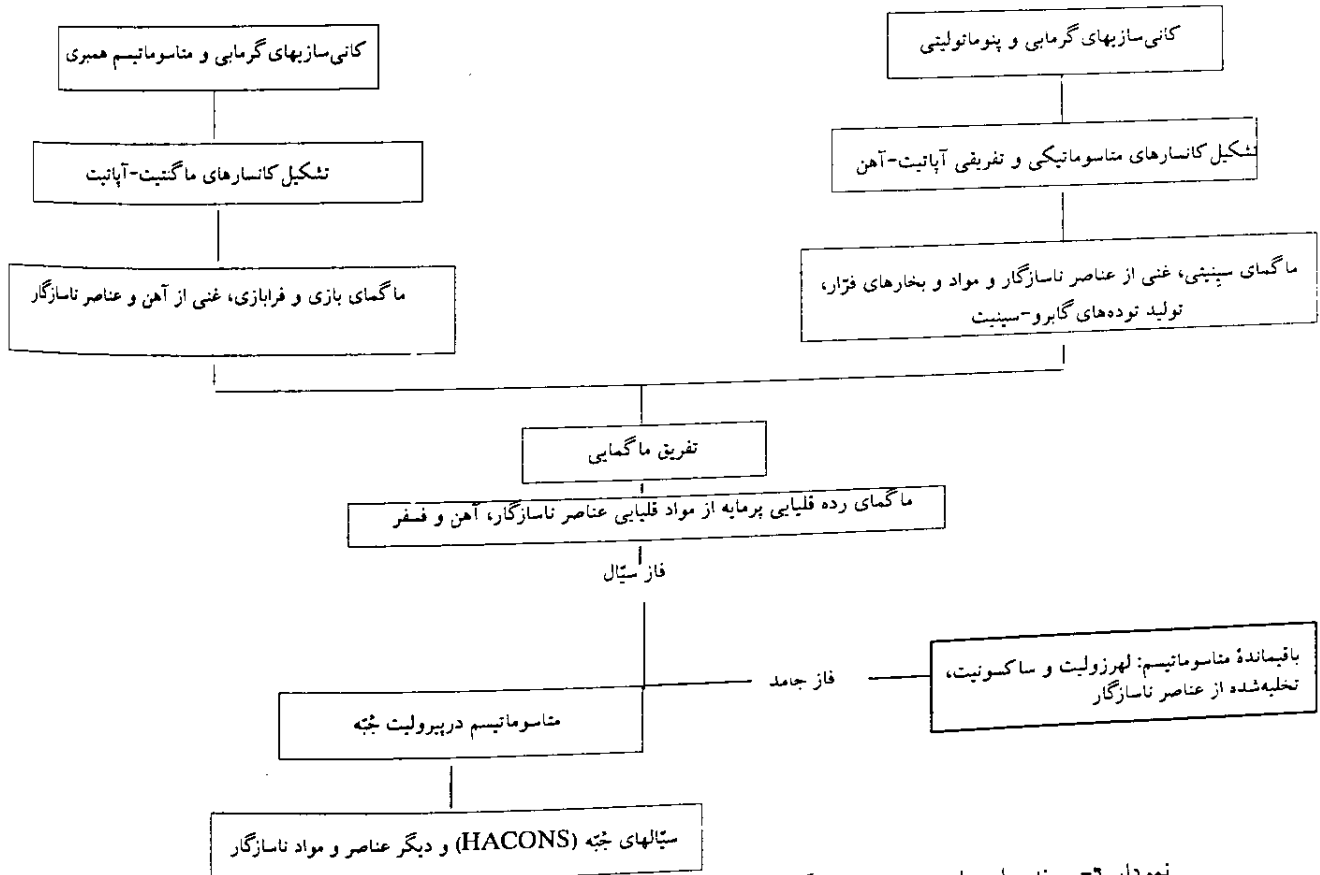 کانی‌سازیهای گرمابی و پنوماتولیتی
کانی‌سازیهای گرمابی و متاسوماتیسم همبری
تشکیل کانسارهای متاسوماتیکی و تفریقی آپاتیت-آهن
تشکیل کانسارهای ماگنتیت-آپاتیت
ماگمای سینیتی، غنی از عناصر ناسازگار و مواد و بخارهای فرّار،
تولید توده‌های گابرو-سینیت
ماگمای بازی و فرابازی، غنی از آهن و عناصر ناسازگار
تفریق ماگمایی
ماگمای رده قلیایی پرمایه از مواد قلیایی عناصر ناسازگار، آهن و فسفر
فاز سیّال
باقیماندهٔ متاسوماتیسم: لهرزولیت و ساکسونیت،
تخلیه‌شده از عناصر ناسازگار
فاز جامد
متاسوماتیسم درپیرولیت جُبّه
سیّالهای جُبّه (HACONS) و دیگر عناصر و مواد ناسازگار